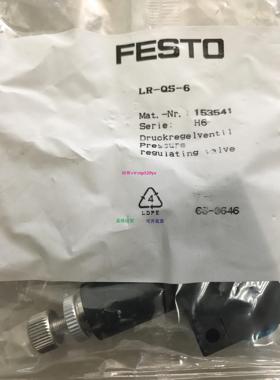 FESTO
LR-QS-6
Mat.-Nr.: 153541
Serie: H6
Druckregelventil
Pressure
regulating valve
4
LDPE